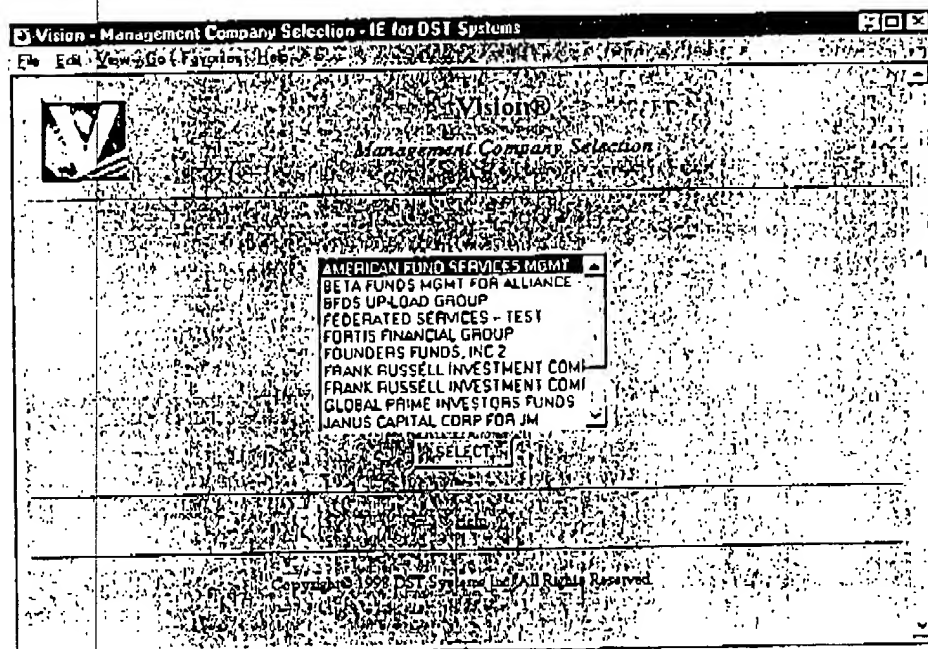 Vision - Management Company Selection - IE for DST Systems
File Edit View Go Favorites Help
Vision®
Management Company Selection
AMERICAN FUND SERVICES MGMT
BETA FUNDS MGMT FOR ALLIANCE
BFDS UP-LOAD GROUP
FEDERATED SERVICES - TEST
FORTIS FINANCIAL GROUP
FOUNDERS FUNDS, INC 2
FRANK RUSSELL INVESTMENT COM
FRANK RUSSELL INVESTMENT COM
GLOBAL PRIME INVESTORS FUNDS
JANUS CAPITAL CORP FOR JM
SELECT
Help
Copyright © 1998 DST Systems Inc. All Rights Reserved